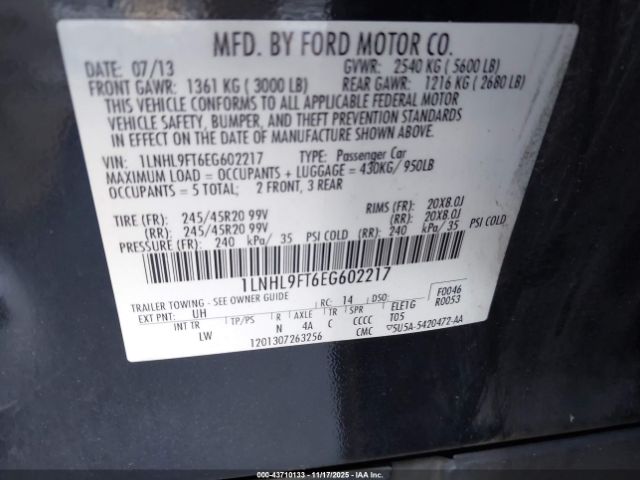 MFD. BY FORD MOTOR CO.
DATE: 07/13 GVWR: 2540 KG ( 5600 LB)
FRONT GAWR: 1361 KG ( 3000 LB) REAR GAWR: 1216 KG ( 2680 LB)
THIS VEHICLE CONFORMS TO ALL APPLICABLE FEDERAL MOTOR
VEHICLE SAFETY, BUMPER, AND THEFT PREVENTION STANDARDS
IN EFFECT ON THE DATE OF MANUFACTURE SHOWN ABOVE.
VIN: 1LNHL9FT6EG602217 TYPE: Passenger Car
MAXIMUM LOAD = OCCUPANTS + LUGGAGE = 430KG/ 950LB
OCCUPANTS = 5 TOTAL; 2 FRONT, 3 REAR
TIRE (FR): 245/45R20 99V RIMS (FR): 20X8.0J
(RR): 245/45R20 99V (RR): 20X8.0J
PRESSURE (FR): 240 kPa/ 35 PSI COLD (RR): 240 kPa/ 35 PSI COLD
1LNHL9FT6EG602217
TRAILER TOWING - SEE OWNER GUIDE RC: 14 DSO: F0046
EXT PNT: UH ELE1G R0053
INT TR TP/PS R AXLE TR SPR T05
LW N 4A C CCCC
1201307263256 CMC 5U5A-5420472-AA
43710133 - 11/17/2025 - IAAI.com